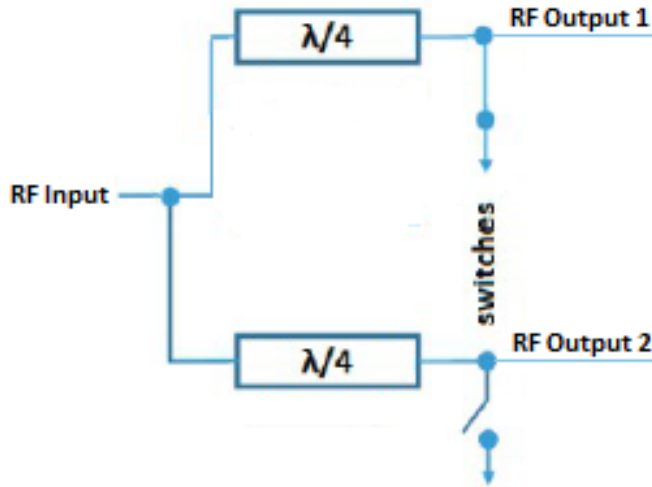 λ/4
RF Output 1
RF Input
switches
λ/4
RF Output 2